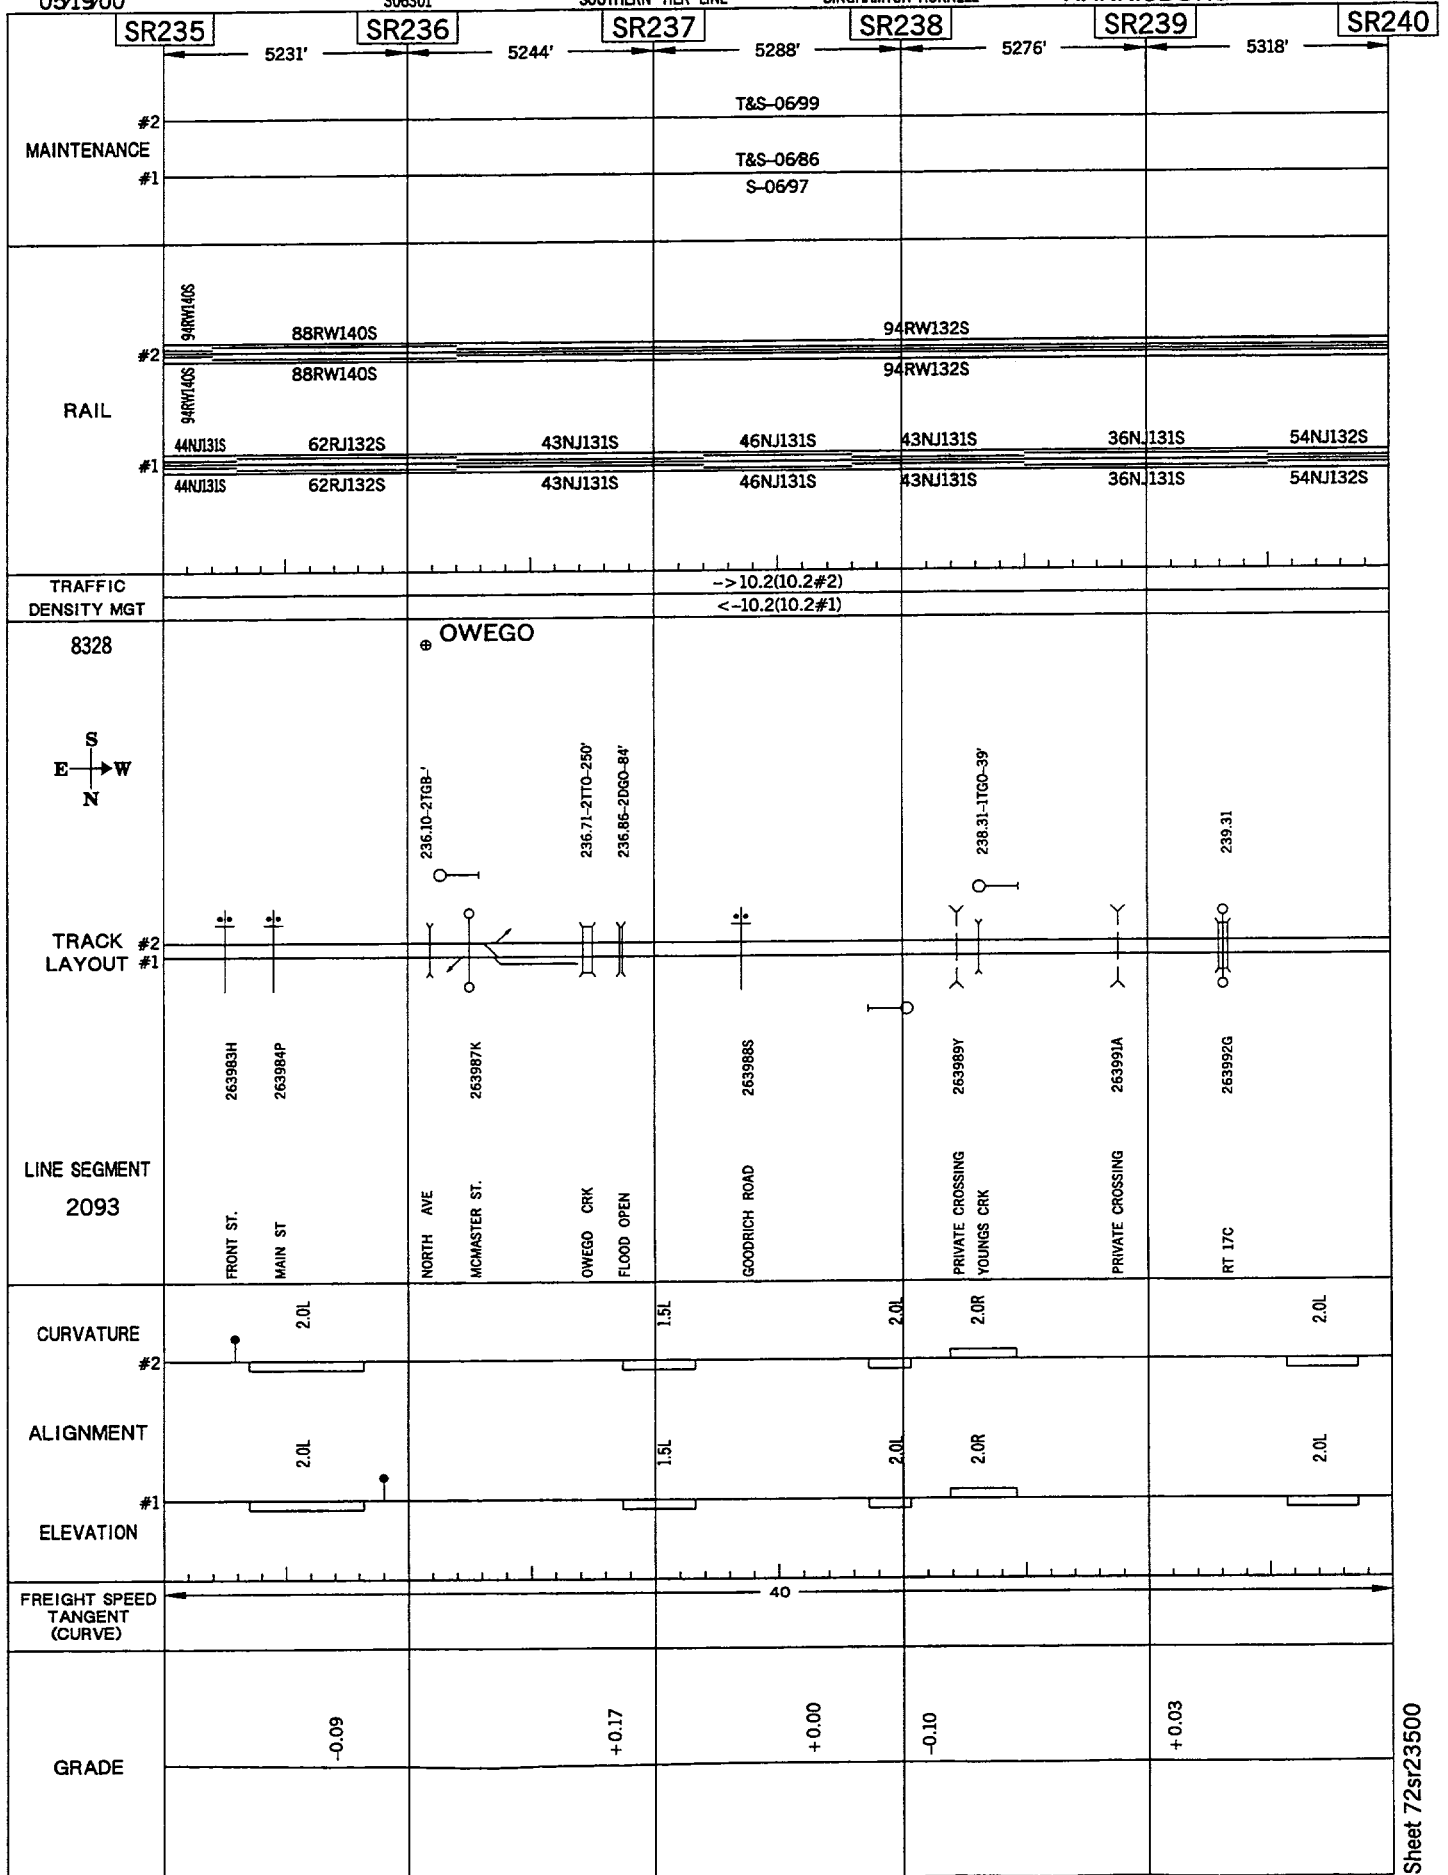 05/19/00
SR235 SR236 SR237 SR238 SR239 SR240
5231' 5244' 5288' 5276' 5318'
T&S-06/99
#2
MAINTENANCE
T&S-06/86
#1
S-06/97
94RW140S
88RW140S 94RW132S
#2
88RW140S 94RW132S
94RW140S
RAIL
44NJ131S 62RJ132S 43NJ131S 46NJ131S 43NJ131S 36NJ131S 54NJ132S
#1
44NJ131S 62RJ132S 43NJ131S 46NJ131S 43NJ131S 36NJ131S 54NJ132S
TRAFFIC
DENSITY MGT
->10.2(10.2#2)
<-10.2(10.2#1)
8328
OWEGO
S
E W
N
236.10-2TGB-'
236.71-2TTO-250'
236.86-2DGO-84'
238.31-1TGO-39'
239.31
TRACK #2
LAYOUT #1
263983H
263984P
263987K
263988S
263989Y
263991A
263992G
LINE SEGMENT
2093
FRONT ST.
MAIN ST
NORTH AVE
MCMASTER ST.
OWEGO CRK
FLOOD OPEN
GOODRICH ROAD
PRIVATE CROSSING
YOUNGS CRK
PRIVATE CROSSING
RT 17C
CURVATURE
2.0L 1.5L 2.0L 2.0R 2.0L
#2
ALIGNMENT
2.0L 1.5L 2.0L 2.0R 2.0L
#1
ELEVATION
FREIGHT SPEED
TANGENT
(CURVE)
40
GRADE
-0.09 +0.17 +0.00 -0.10 +0.03
Sheet 72sr23500